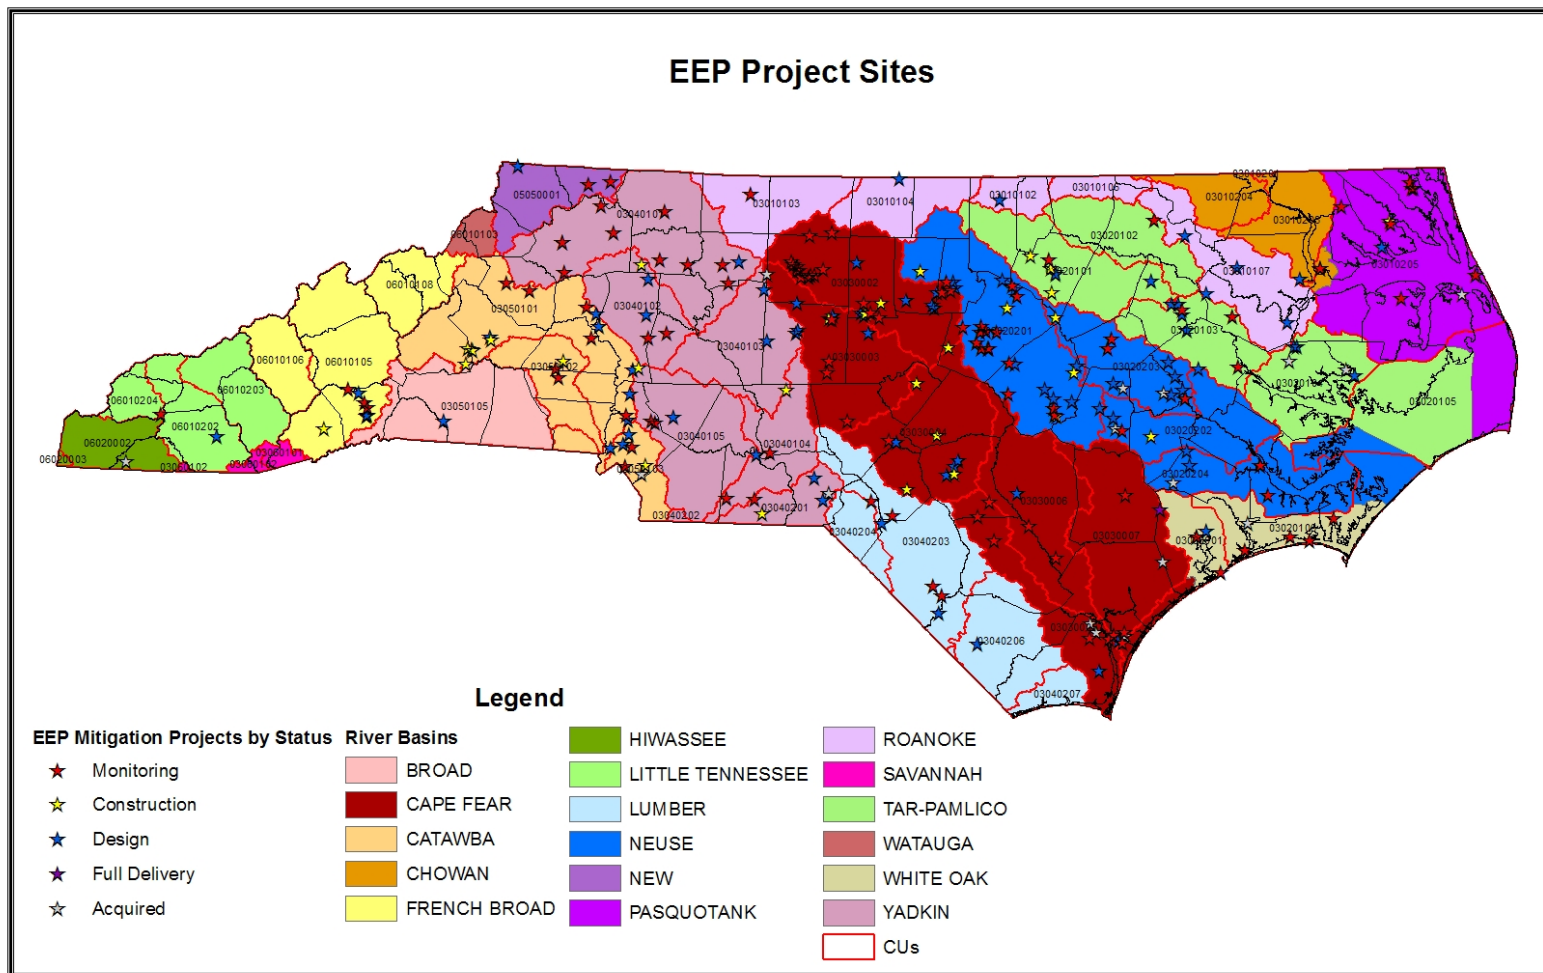 EEP Project Sites
05050001
03010103
03010104
03010102
03010106
03010201
03010204
03010205
06010103
03040101
03020102
03010107
06010108
03050101
03040102
03030002
03020101
03020103
06010106
06010105
03040103
03030003
03020201
03020203
06010204
06010203
03050102
03020105
06020002
06010202
03050105
03040105
03040104
03030004
03020202
06020003
03060102
03060101
03050103
03020204
03040202
03040201
03030006
03040204
03040203
03030007
03040206
03040207
Legend
EEP Mitigation Projects by Status
Monitoring
Construction
Design
Full Delivery
Acquired
River Basins
BROAD
CAPE FEAR
CATAWBA
CHOWAN
FRENCH BROAD
HIWASSEE
LITTLE TENNESSEE
LUMBER
NEUSE
NEW
PASQUOTANK
ROANOKE
SAVANNAH
TAR-PAMLICO
WATAUGA
WHITE OAK
YADKIN
CUs